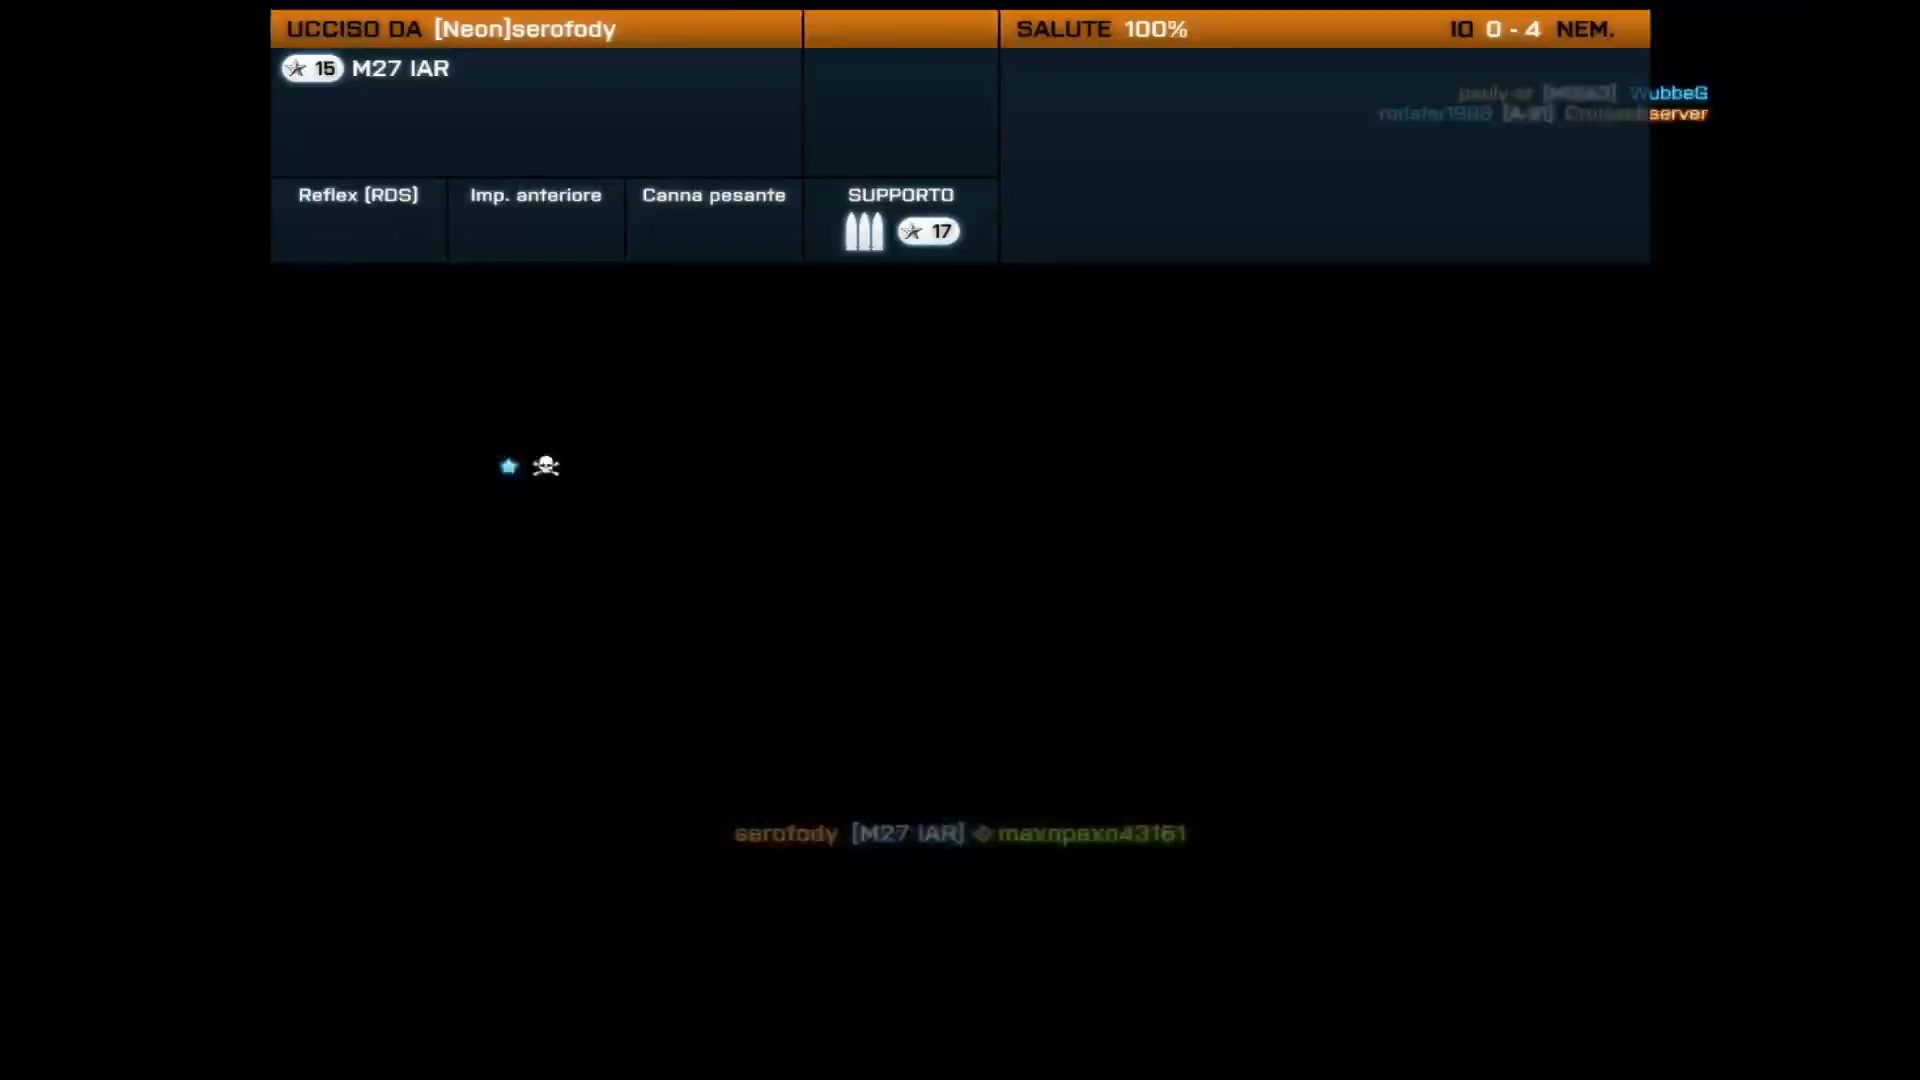 UCCISO DA [Neon]serofody
SALUTE 100%
IO 0 - 4 NEM.
15 M27 IAR
WubbeG
[A-91]
server
Reflex (RDS)
Imp. anteriore
Canna pesante
SUPPORTO
17
serofody [M27 IAR]